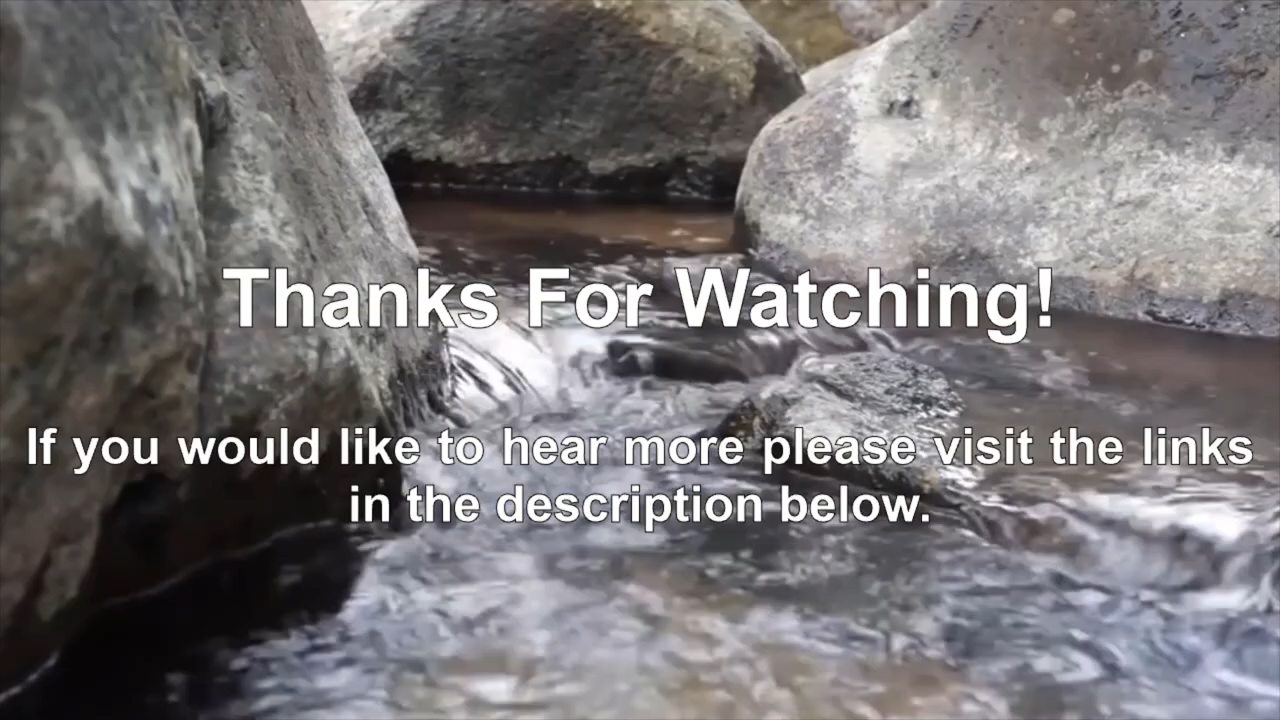 Thanks For Watching!
If you would like to hear more please visit the links
in the description below.